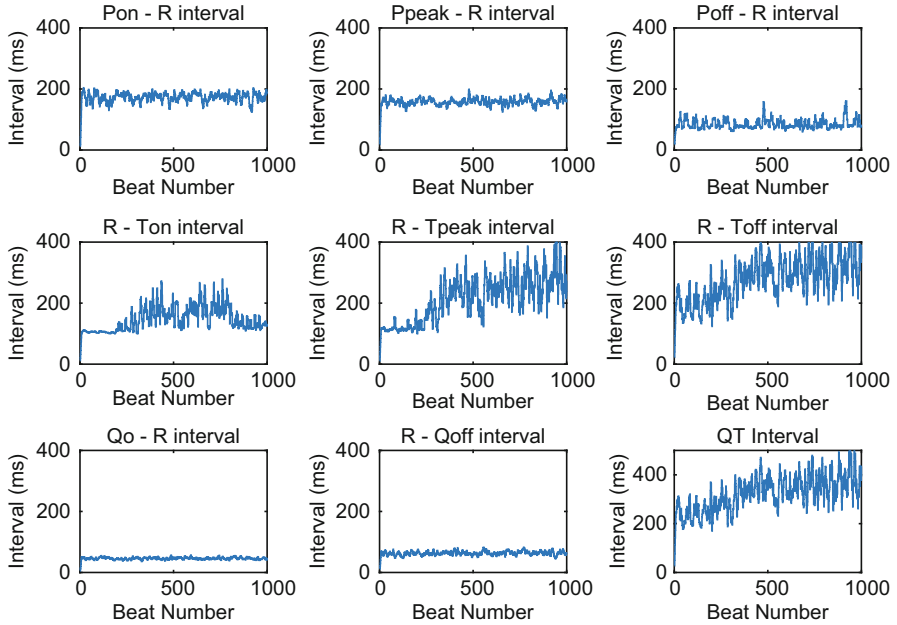 Pon - R interval
Ppeak - R interval
Poff - R interval
Interval (ms)
400
200
0
0 500 1000
Beat Number
Interval (ms)
400
200
0
0 500 1000
Beat Number
Interval (ms)
400
200
0
0 500 1000
Beat Number
R - Ton interval
R - Tpeak interval
R - Toff interval
Interval (ms)
400
200
0
0 500 1000
Beat Number
Interval (ms)
400
200
0
0 500 1000
Beat Number
Interval (ms)
400
200
0
0 500 1000
Beat Number
Qo - R interval
R - Qoff interval
QT Interval
Interval (ms)
400
200
0
0 500 1000
Beat Number
Interval (ms)
400
200
0
0 500 1000
Beat Number
Interval (ms)
400
200
0
0 500 1000
Beat Number